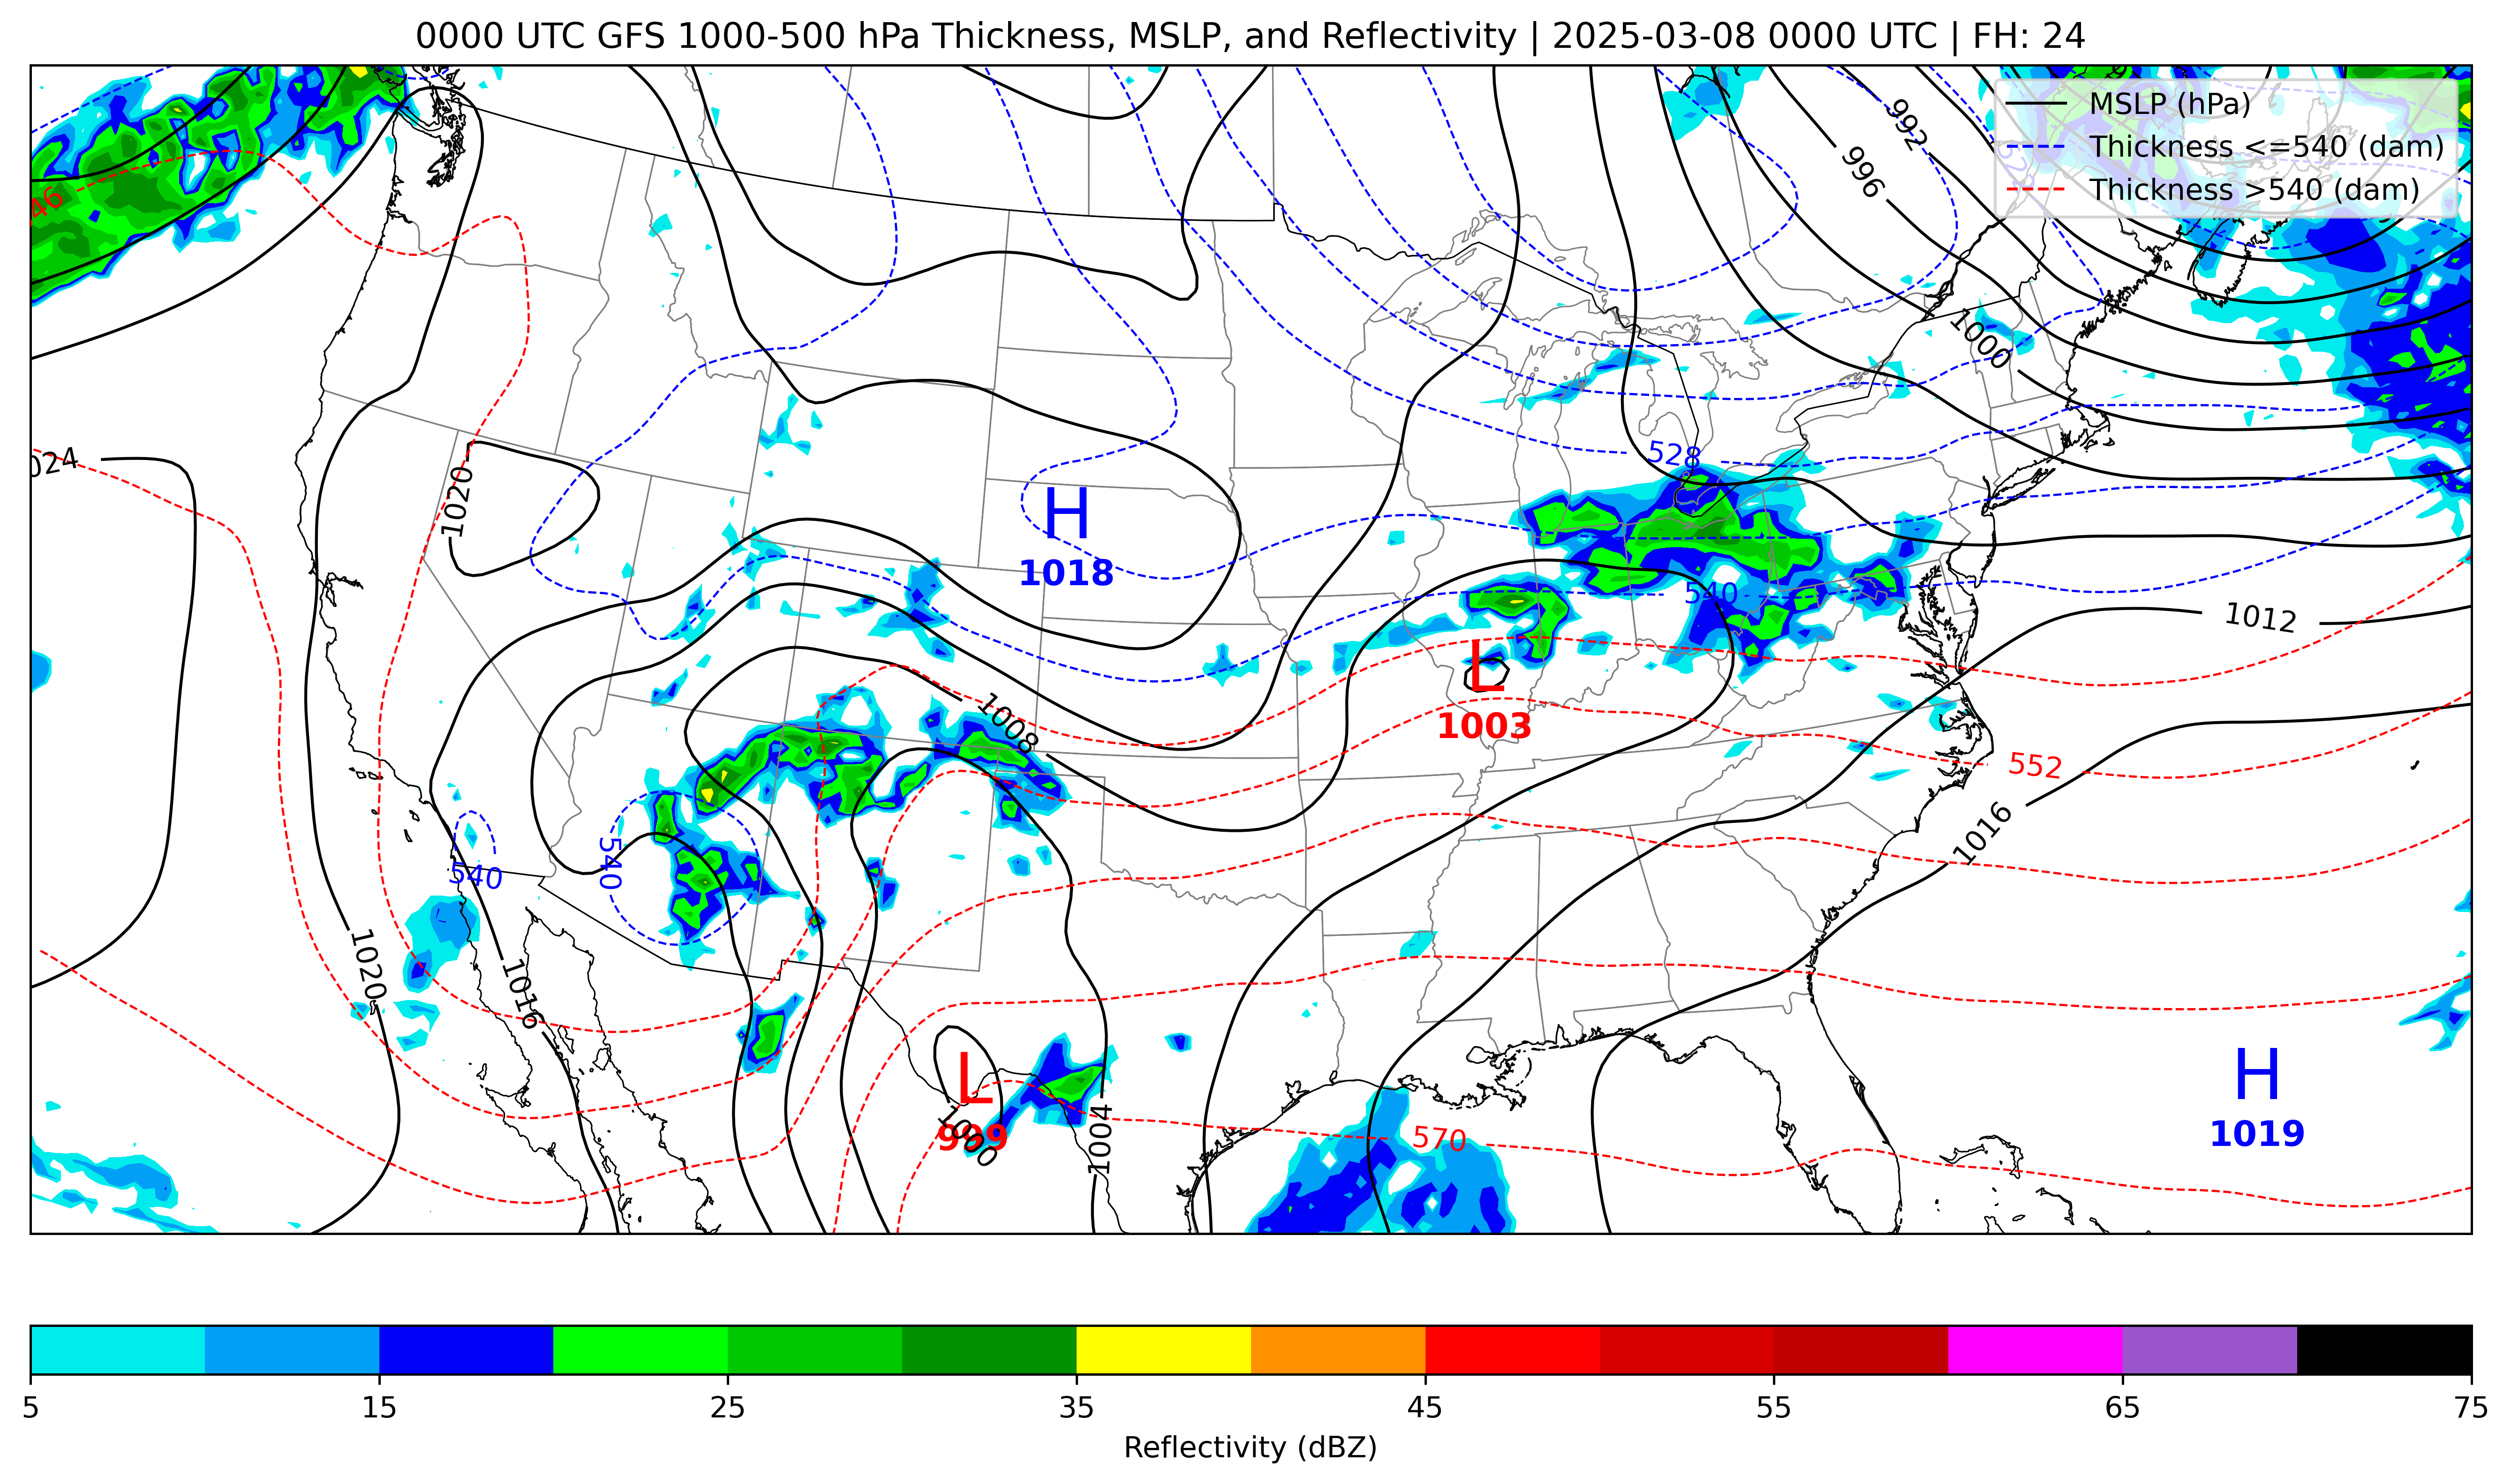 0000 UTC GFS 1000-500 hPa Thickness, MSLP, and Reflectivity | 2025-03-08 0000 UTC | FH: 24
MSLP (hPa)
Thickness <=540 (dam)
Thickness >540 (dam)
992
996
46
1000
024
1020
528
H
1018
540
1012
L
1003
1008
552
1016
540
540
1020
1016
H
1019
L
999
1000
1004
570
5 15 25 35 45 55 65 75
Reflectivity (dBZ)